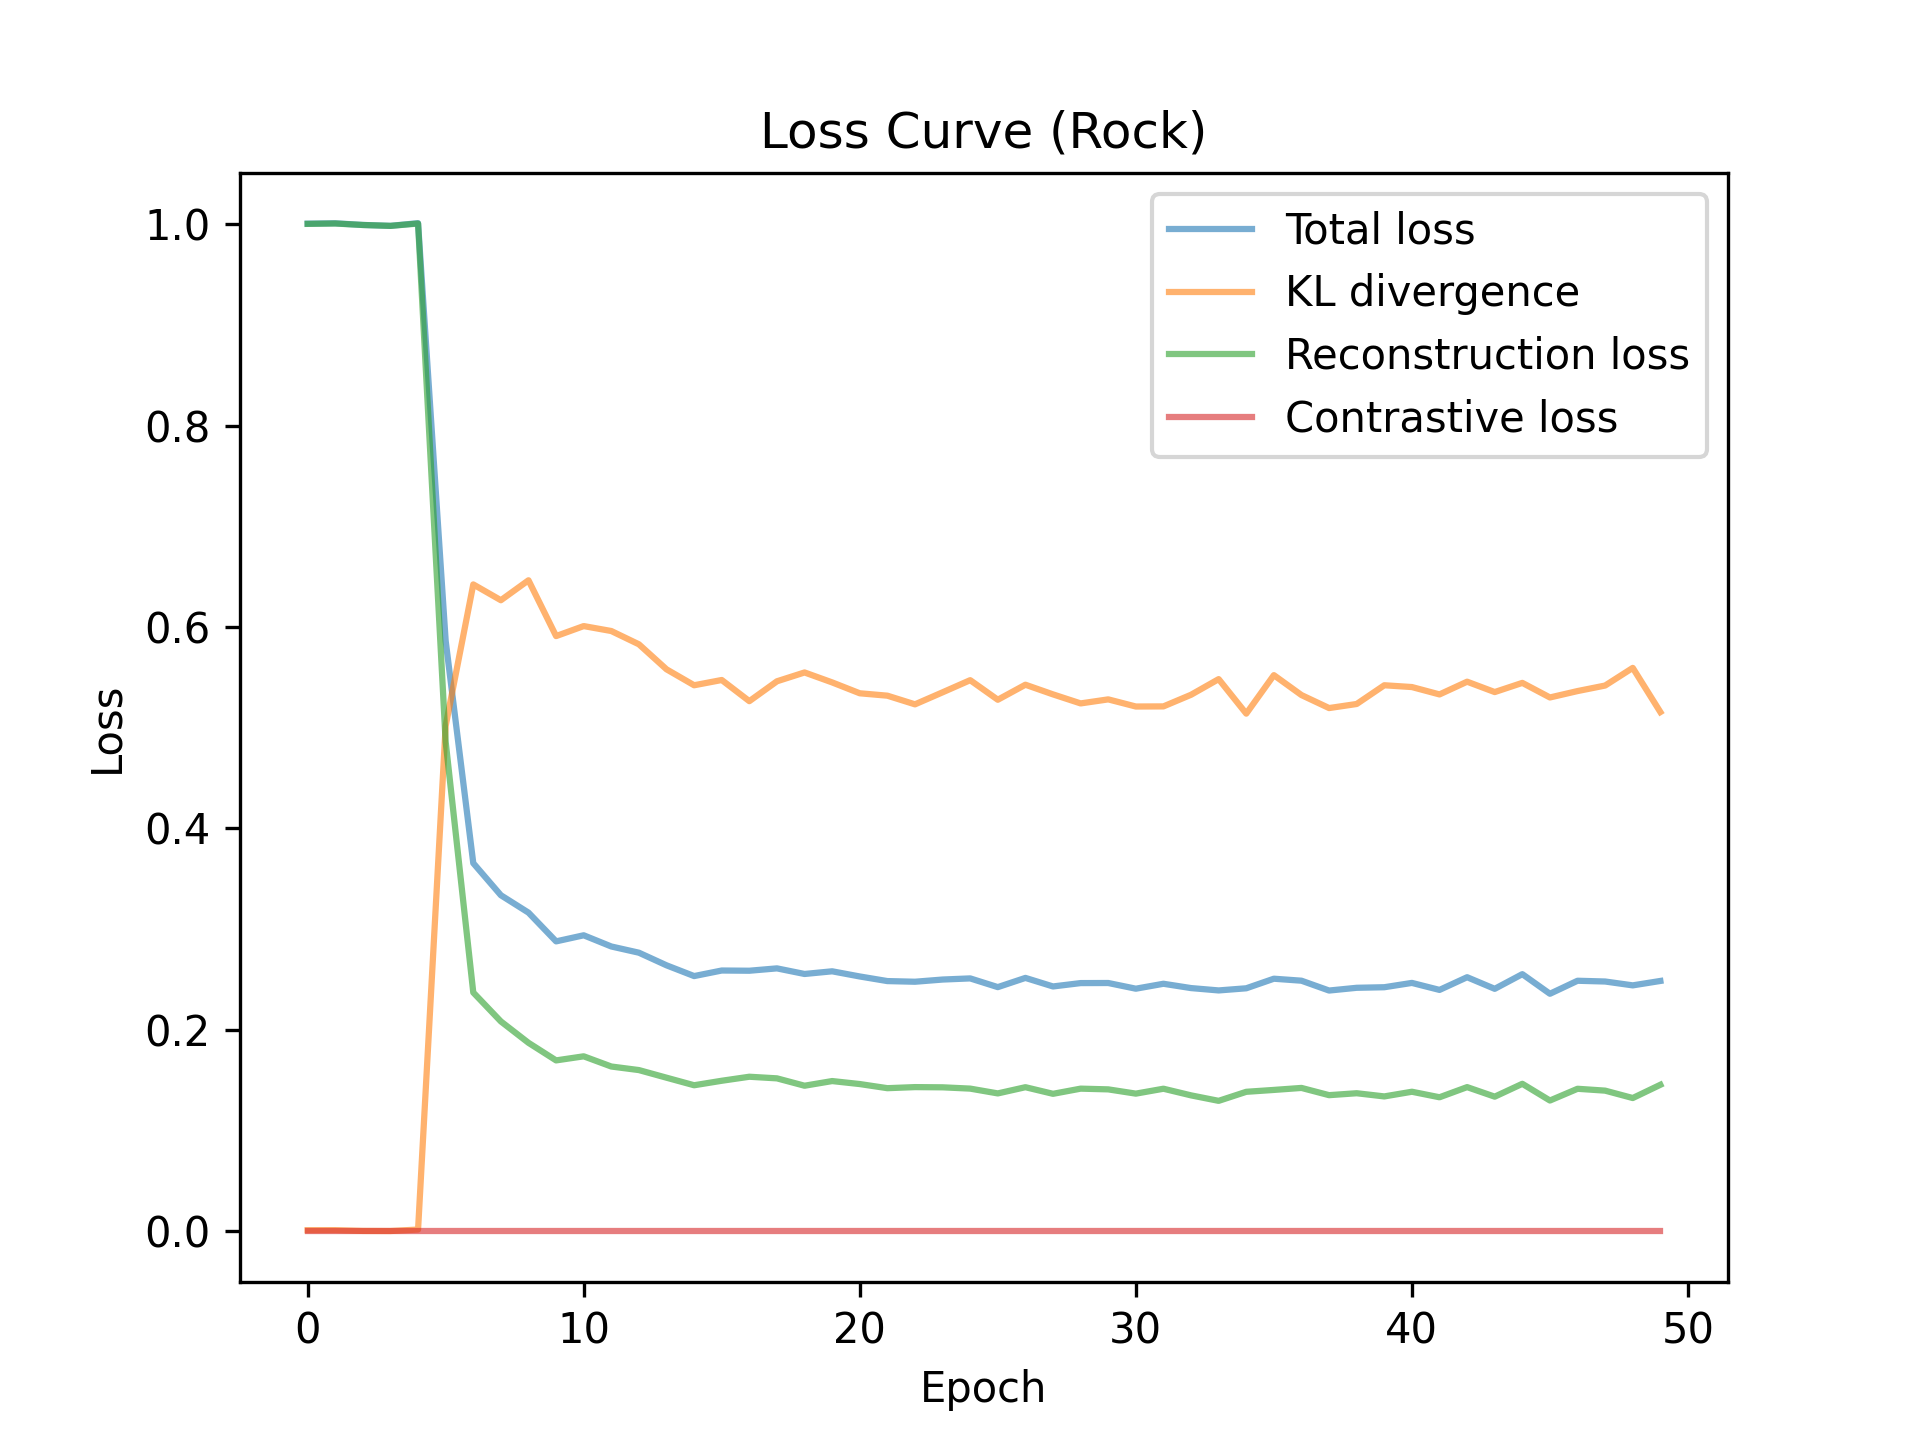 Loss Curve (Rock)
Total loss
KL divergence
Reconstruction loss
Contrastive loss
1.0
0.8
0.6
0.4
0.2
0.0
Loss
0 10 20 30 40 50
Epoch